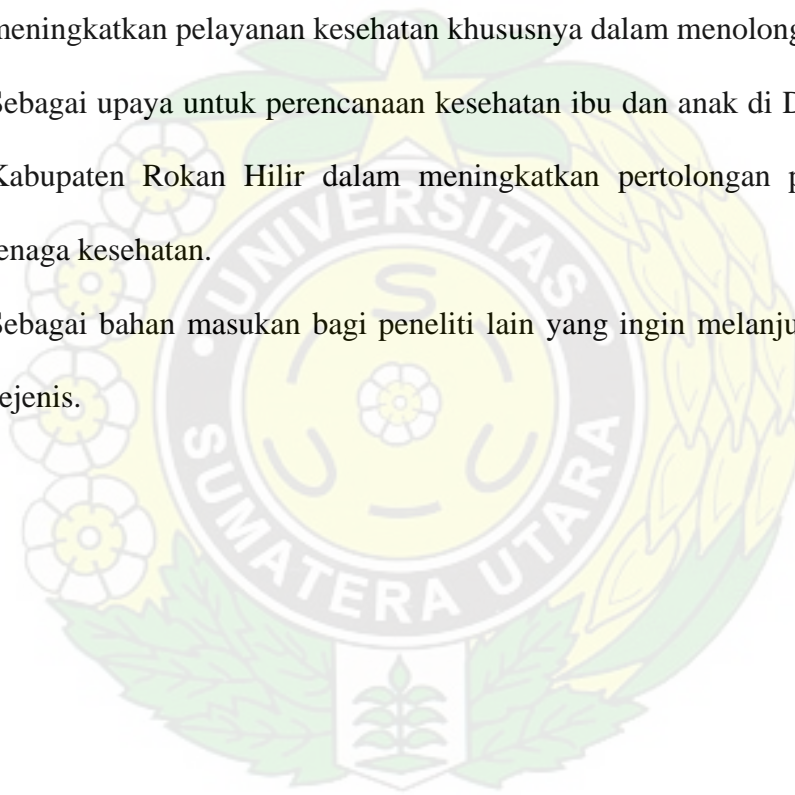 meningkatkan pelayanan kesehatan khususnya dalam menolong
Sebagai upaya untuk perencanaan kesehatan ibu dan anak di D
Kabupaten Rokan Hilir dalam meningkatkan pertolongan p
tenaga kesehatan.
Sebagai bahan masukan bagi peneliti lain yang ingin melanju
sejenis.
UNIVERSITAS
SUMATERA UTARA